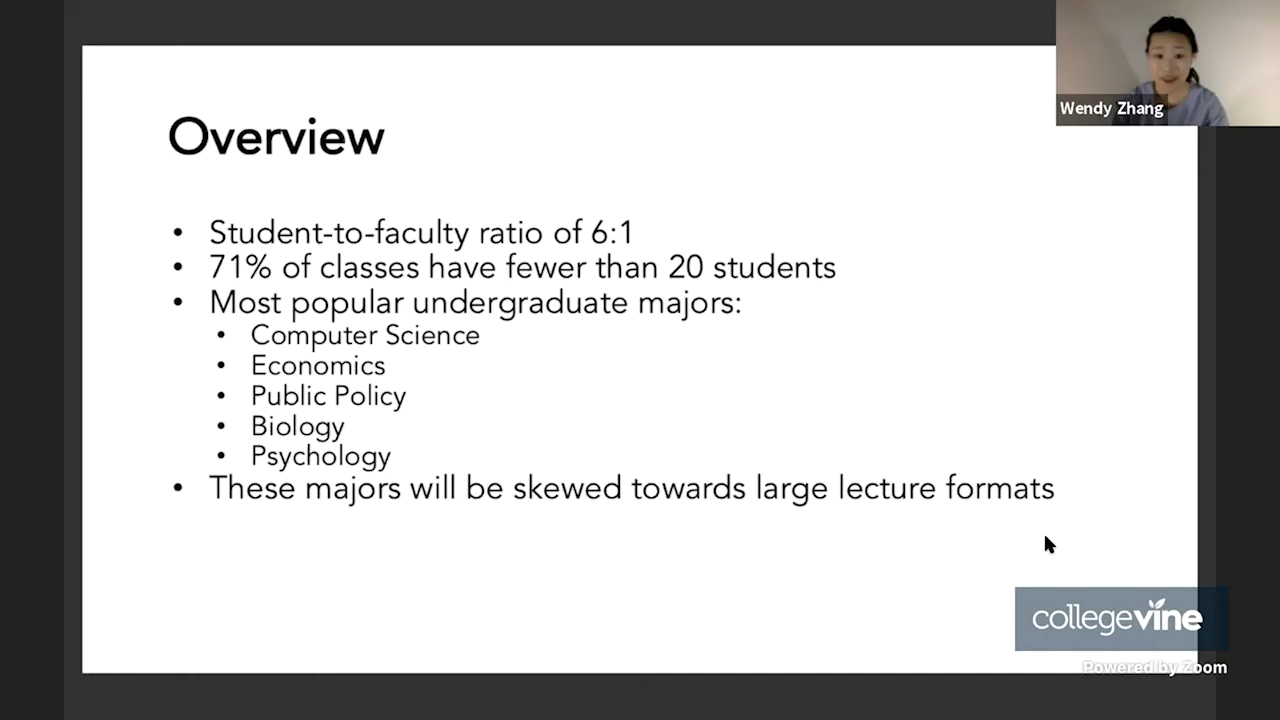 Wendy Zhang
Overview
• Student-to-faculty ratio of 6:1
• 71% of classes have fewer than 20 students
• Most popular undergraduate majors:
• Computer Science
• Economics
• Public Policy
• Biology
• Psychology
• These majors will be skewed towards large lecture formats
collegevine
Powered by Zoom